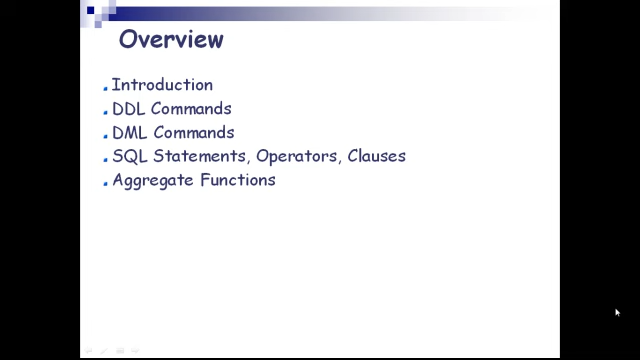 Overview
Introduction
DDL Commands
DML Commands
SQL Statements, Operators, Clauses
Aggregate Functions